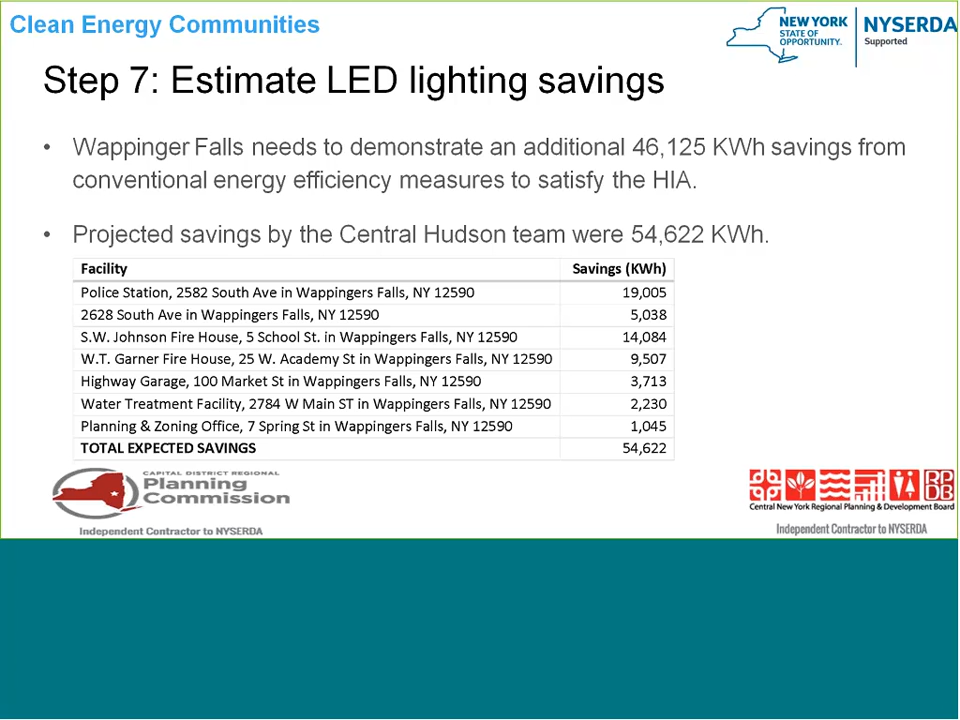 Clean Energy Communities
NEW YORK
STATE OF
OPPORTUNITY.
NYSERDA
Supported
Step 7: Estimate LED lighting savings
• Wappinger Falls needs to demonstrate an additional 46,125 KWh savings from
conventional energy efficiency measures to satisfy the HIA.
• Projected savings by the Central Hudson team were 54,622 KWh.
Facility Savings (KWh)
Police Station, 2582 South Ave in Wappingers Falls, NY 12590 19,005
2628 South Ave in Wappingers Falls, NY 12590 5,038
S.W. Johnson Fire House, 5 School St. in Wappingers Falls, NY 12590 14,084
W.T. Garner Fire House, 25 W. Academy St in Wappingers Falls, NY 12590 9,507
Highway Garage, 100 Market St in Wappingers Falls, NY 12590 3,713
Water Treatment Facility, 2784 W Main ST in Wappingers Falls, NY 12590 2,230
Planning & Zoning Office, 7 Spring St in Wappingers Falls, NY 12590 1,045
TOTAL EXPECTED SAVINGS 54,622
CAPITAL DISTRICT REGIONAL
Planning
Commission
Independent Contractor to NYSERDA
RP
DB
Central New York Regional Planning & Development Board
Independent Contractor to NYSERDA